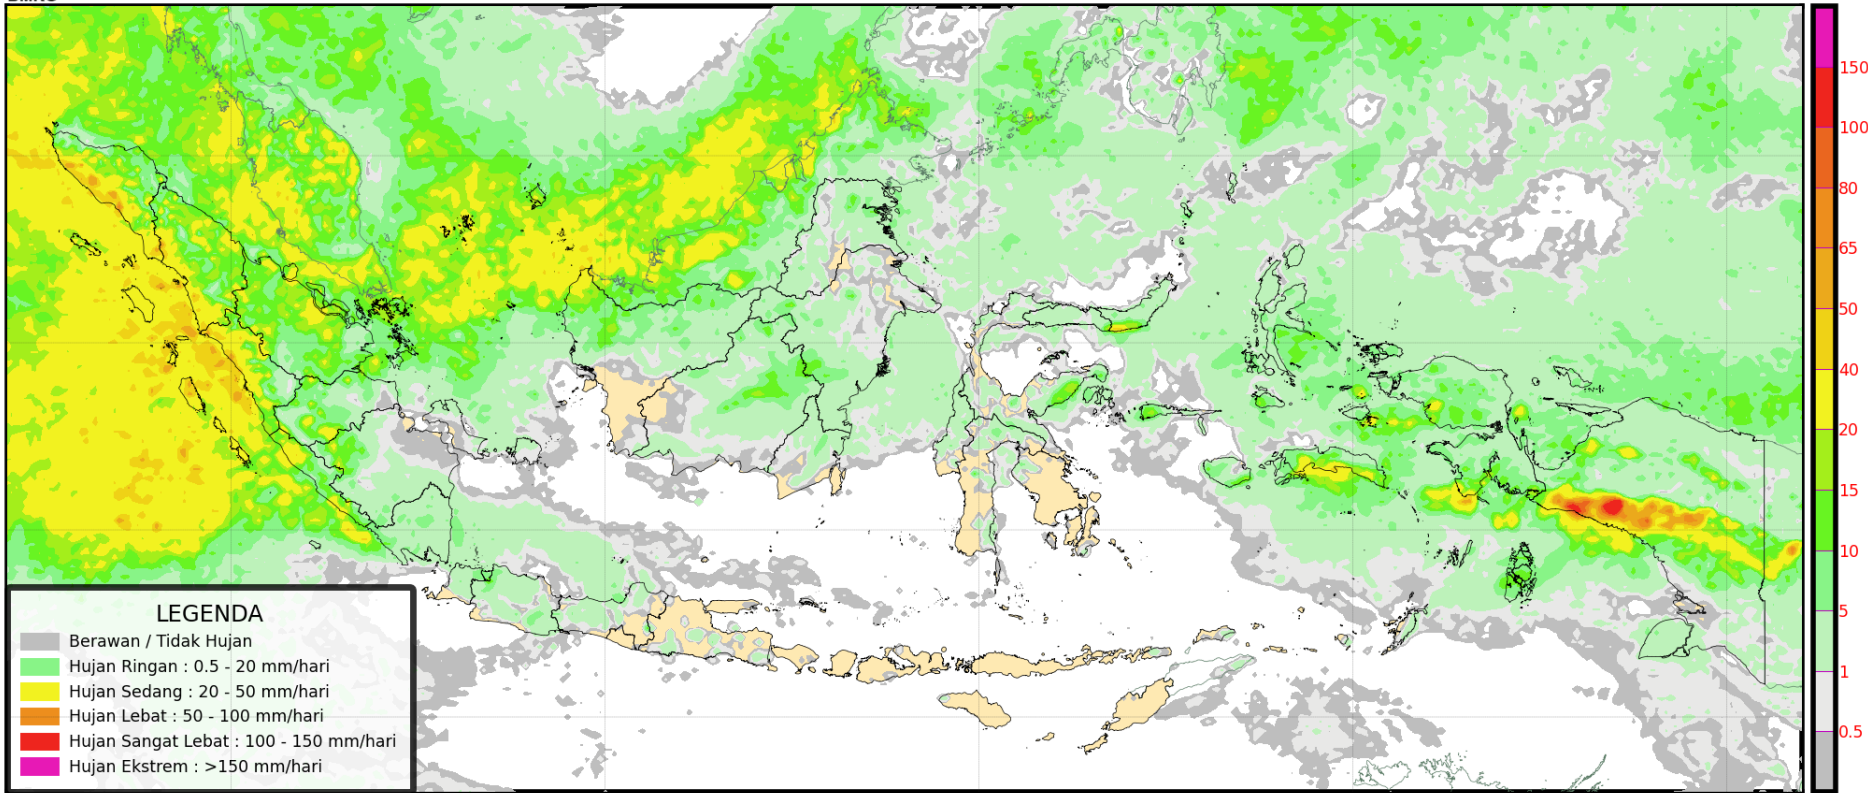 LEGENDA
Berawan / Tidak Hujan
Hujan Ringan : 0.5 - 20 mm/hari
Hujan Sedang : 20 - 50 mm/hari
Hujan Lebat : 50 - 100 mm/hari
Hujan Sangat Lebat : 100 - 150 mm/hari
Hujan Ekstrem : >150 mm/hari
150
100
80
65
50
40
20
15
10
5
1
0.5